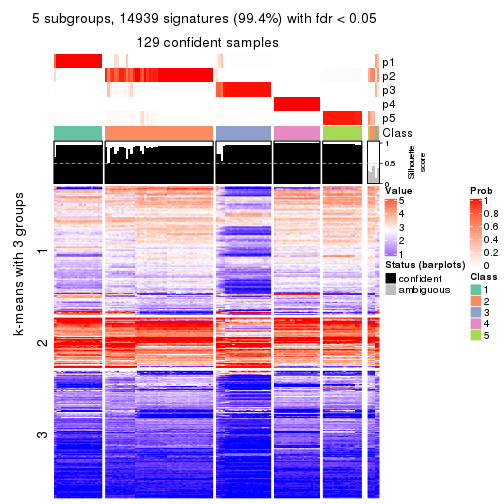 5 subgroups, 14939 signatures (99.4%) with fdr < 0.05
129 confident samples
p1
p2
p3
p4
p5
Class
1
0.5
0
Silhouette
score
k-means with 3 groups
1
2
3
Value
5
4
3
2
1
Status (barplots)
confident
ambiguous
Prob
1
0.8
0.6
0.4
0.2
0
Class
1
2
3
4
5